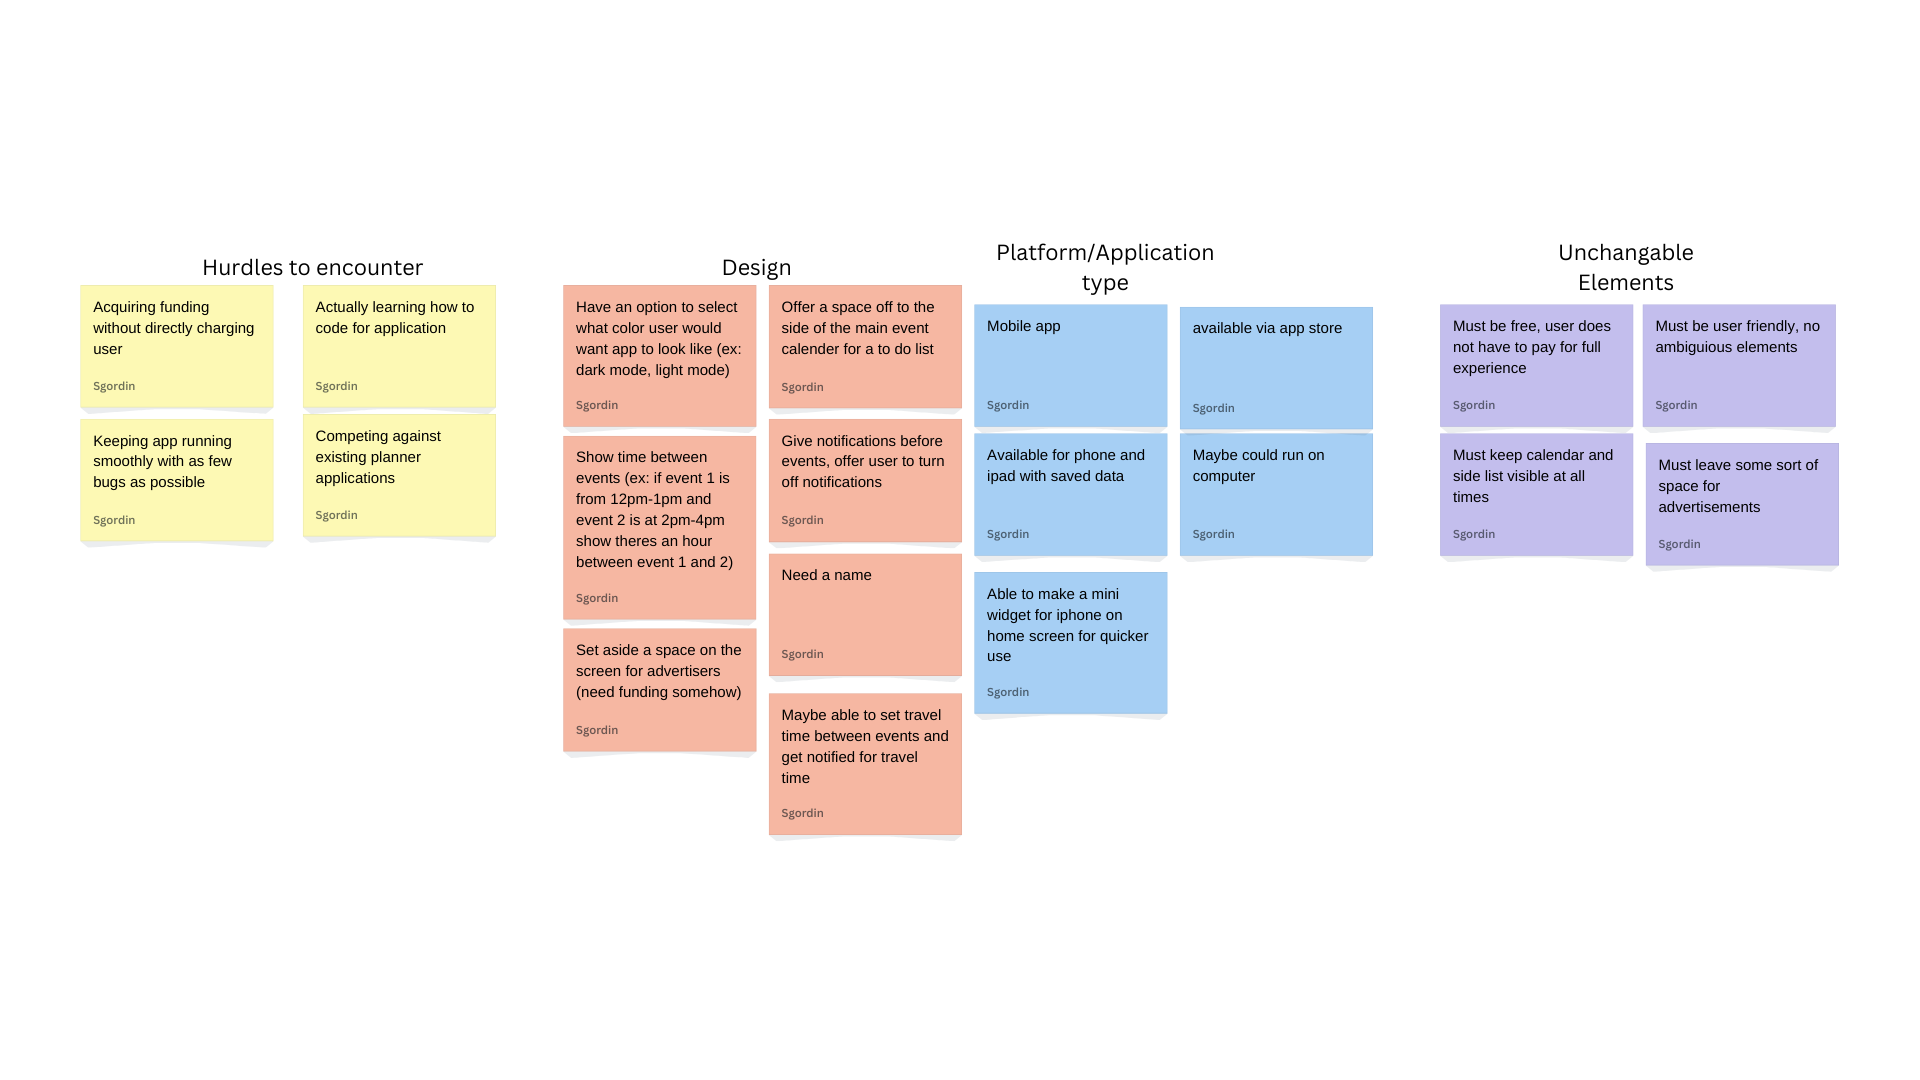 Hurdles to encounter
Acquiring funding
without directly charging
user
Sgordin
Actually learning how to
code for application
Sgordin
Keeping app running
smoothly with as few
bugs as possible
Sgordin
Competing against
existing planner
applications
Sgordin
Design
Have an option to select
what color user would
want app to look like (ex:
dark mode, light mode)
Sgordin
Offer a space off to the
side of the main event
calender for a to do list
Sgordin
Show time between
events (ex: if event 1 is
from 12pm-1pm and
event 2 is at 2pm-4pm
show theres an hour
between event 1 and 2)
Sgordin
Give notifications before
events, offer user to turn
off notifications
Sgordin
Need a name
Sgordin
Set aside a space on the
screen for advertisers
(need funding somehow)
Sgordin
Maybe able to set travel
time between events and
get notified for travel
time
Sgordin
Platform/Application
type
Mobile app
Sgordin
available via app store
Sgordin
Available for phone and
ipad with saved data
Sgordin
Maybe could run on
computer
Sgordin
Able to make a mini
widget for iphone on
home screen for quicker
use
Sgordin
Unchangable
Elements
Must be free, user does
not have to pay for full
experience
Sgordin
Must be user friendly, no
ambiguious elements
Sgordin
Must keep calendar and
side list visible at all
times
Sgordin
Must leave some sort of
space for
advertisements
Sgordin